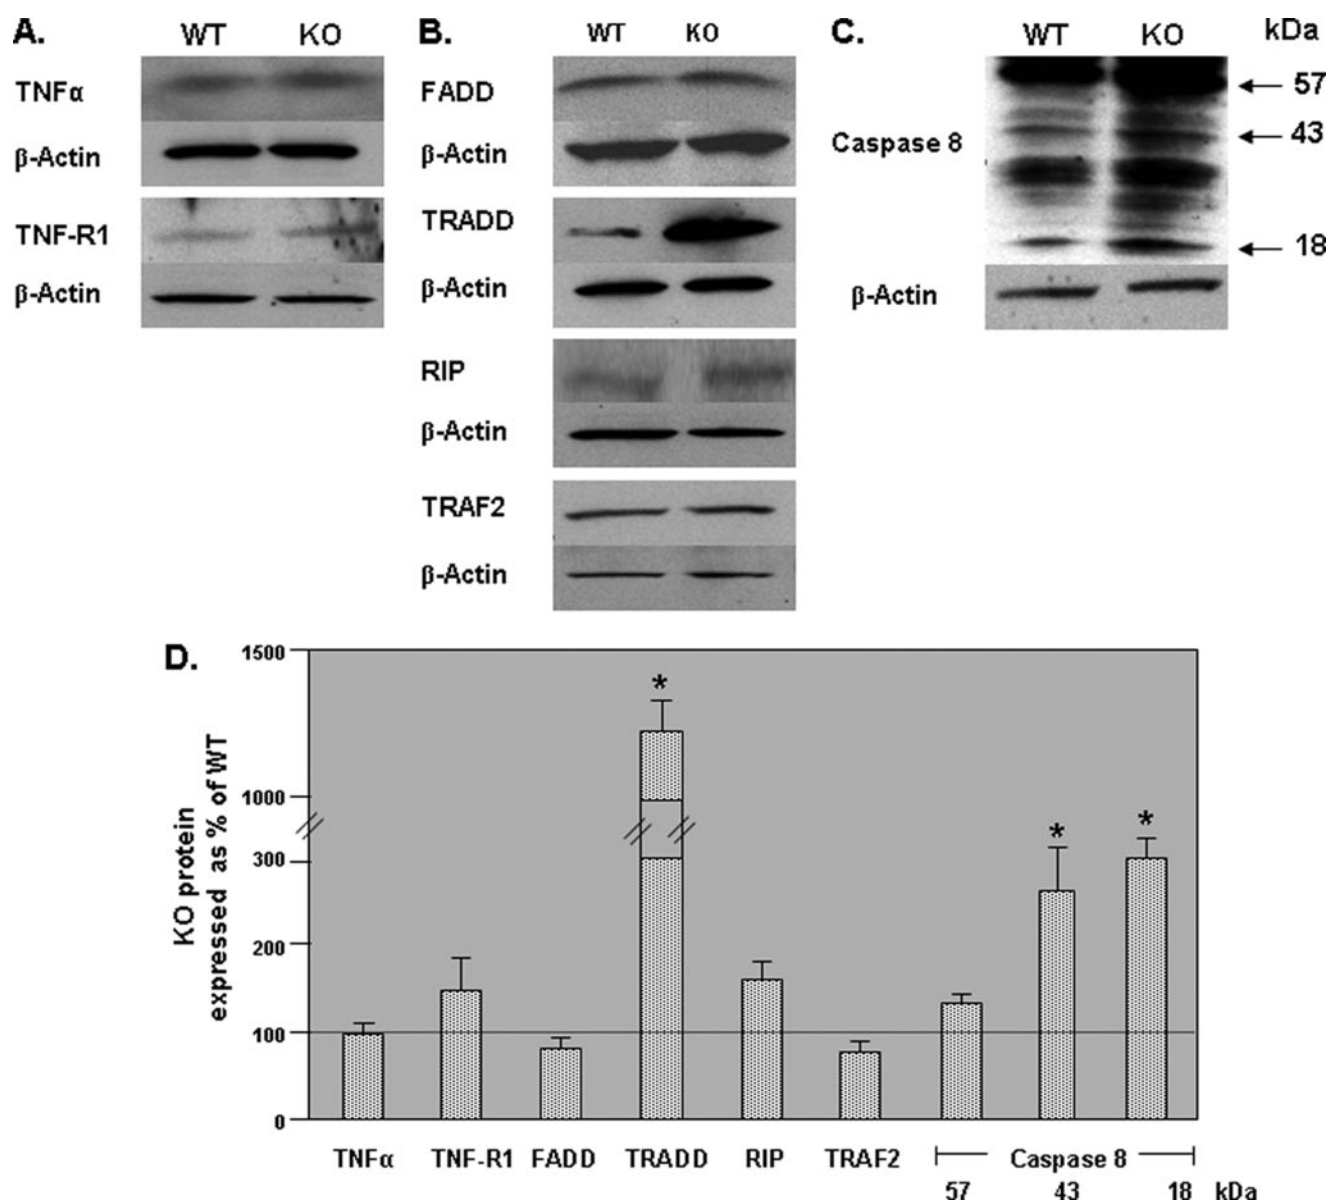 A.
WT KO
TNFα
β-Actin
TNF-R1
β-Actin
B.
WT KO
FADD
β-Actin
TRADD
β-Actin
RIP
β-Actin
TRAF2
β-Actin
C.
WT KO kDa
57
43
Caspase 8
18
β-Actin
D.
KO protein
expressed as % of WT
1500
1000
300
200
100
0
*
*
*
TNFα TNF-R1 FADD TRADD RIP TRAF2 Caspase 8
57 43 18 kDa